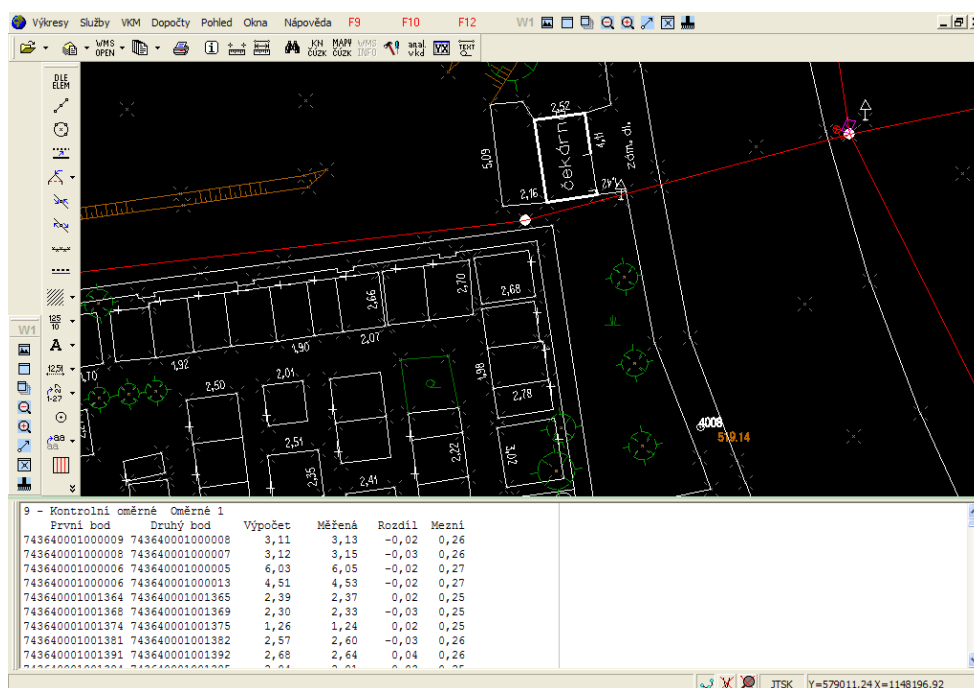 Výkresy Služby VKM Dopočty Pohled Okna Nápověda F9 F10 F12 W1
WMS OPEN KN ČÚZK MAPY ČÚZK WMS INFO anal. vkd VX TEXT
DLE ELEM
125 10
A
12,51
1-27
aa
aa
W1
2,52
čekárna
4,11
zám. dl.
5,09
2,16
1,42
2,66
2,70
2,68
1,92
1,90
2,07
1,70
2,50
2,01
1,98
2,78
2,51
2,35
2,41
2,22
3,02
4008
519.14
9 - Kontrolní oměrné Oměrné 1
První bod Druhý bod Výpočet Měřená Rozdíl Mezní
743640001000009 743640001000008 3,11 3,13 -0,02 0,26
743640001000008 743640001000007 3,12 3,15 -0,03 0,26
743640001000006 743640001000005 6,03 6,05 -0,02 0,27
743640001000006 743640001000013 4,51 4,53 -0,02 0,27
743640001001364 743640001001365 2,39 2,37 0,02 0,25
743640001001368 743640001001369 2,30 2,33 -0,03 0,25
743640001001374 743640001001375 1,26 1,24 0,02 0,25
743640001001381 743640001001382 2,57 2,60 -0,03 0,26
743640001001391 743640001001392 2,68 2,64 0,04 0,26
JTSK Y=579011.24 X=1148196.92